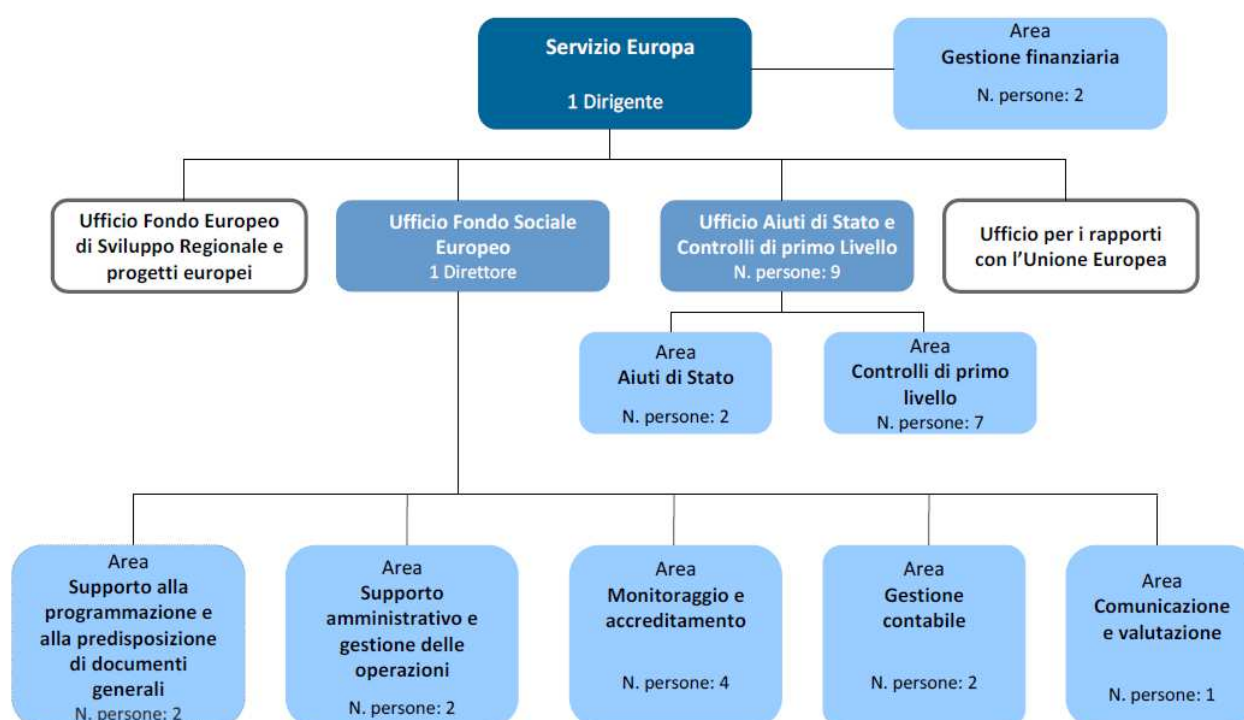 Servizio Europa
1 Dirigente
Area
Gestione finanziaria
N. persone: 2
Ufficio Fondo Europeo
di Sviluppo Regionale e
progetti europei
Ufficio Fondo Sociale
Europeo
1 Direttore
Ufficio Aiuti di Stato e
Controlli di primo Livello
N. persone: 9
Ufficio per i rapporti
con l’Unione Europea
Area
Aiuti di Stato
N. persone: 2
Area
Controlli di primo
livello
N. persone: 7
Area
Supporto alla
programmazione e
alla predisposizione
di documenti
generali
N. persone: 2
Area
Supporto
amministrativo e
gestione delle
operazioni
N. persone: 2
Area
Monitoraggio e
accreditamento
N. persone: 4
Area
Gestione
contabile
N. persone: 2
Area
Comunicazione
e valutazione
N. persone: 1